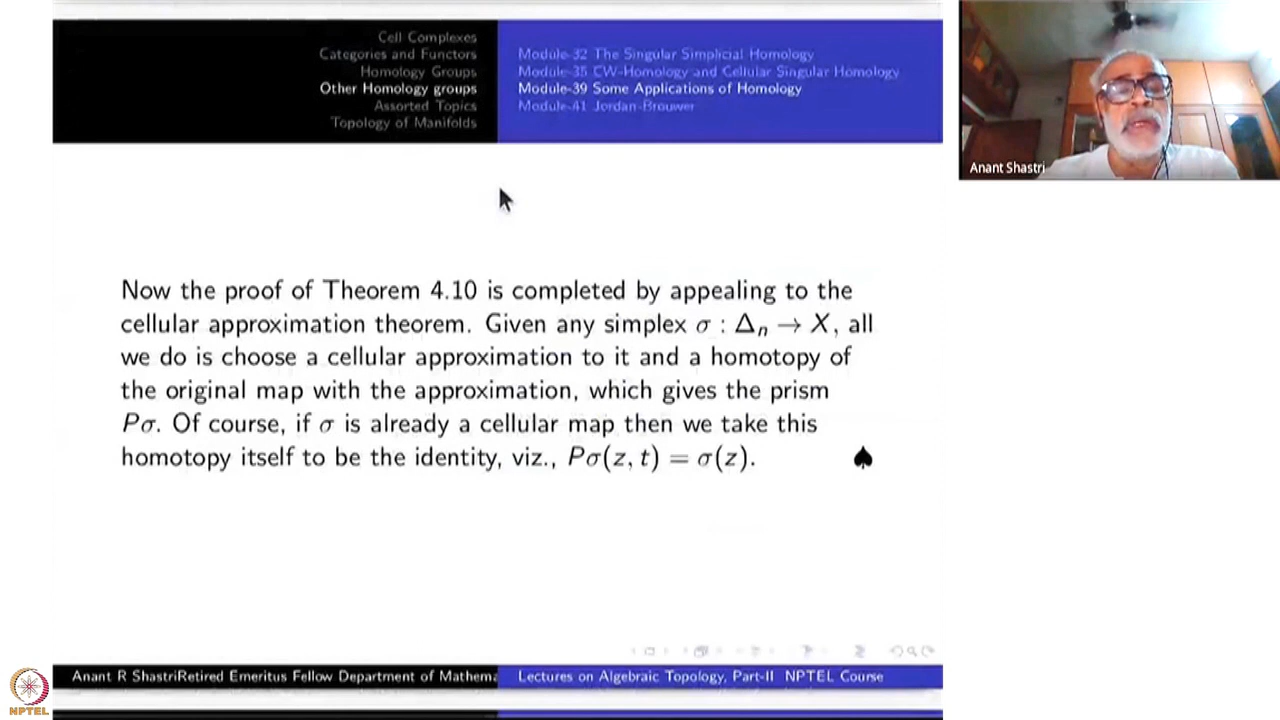 Cell Complexes
Categories and Functors
Homology Groups
Other Homology groups
Assorted Topics
Topology of Manifolds
Module-32 The Singular Simplicial Homology
Module-35 CW-Homology and Cellular Singular Homology
Module-39 Some Applications of Homology
Module-41 Jordan-Brouwer
Anant Shastri
Now the proof of Theorem 4.10 is completed by appealing to the
cellular approximation theorem. Given any simplex σ : Δₙ → X, all
we do is choose a cellular approximation to it and a homotopy of
the original map with the approximation, which gives the prism
Pσ. Of course, if σ is already a cellular map then we take this
homotopy itself to be the identity, viz., Pσ(z, t) = σ(z). ♠
Anant R ShastriRetired Emeritus Fellow Department of Mathema
Lectures on Algebraic Topology, Part-II NPTEL Course
NPTEL